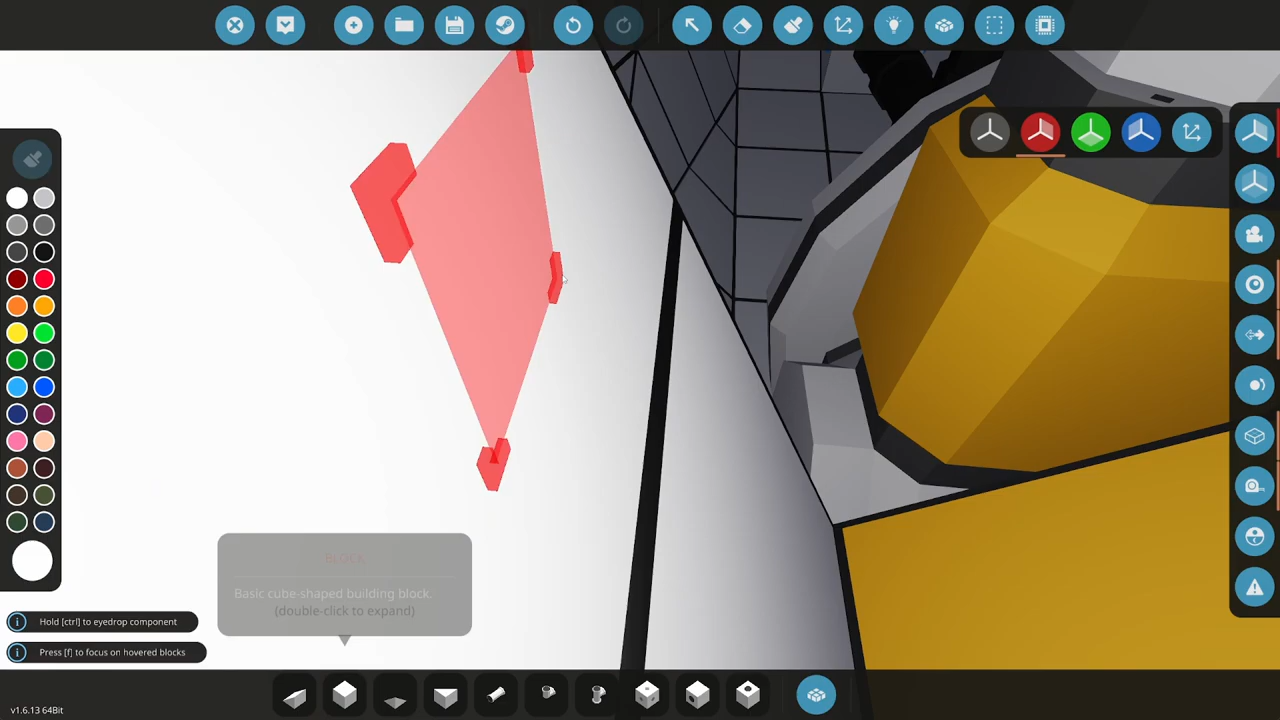 BLOCK
Basic cube-shaped building block.
(double-click to expand)
Hold [ctrl] to eyedrop component
Press [f] to focus on hovered blocks
v1.6.13 64Bit